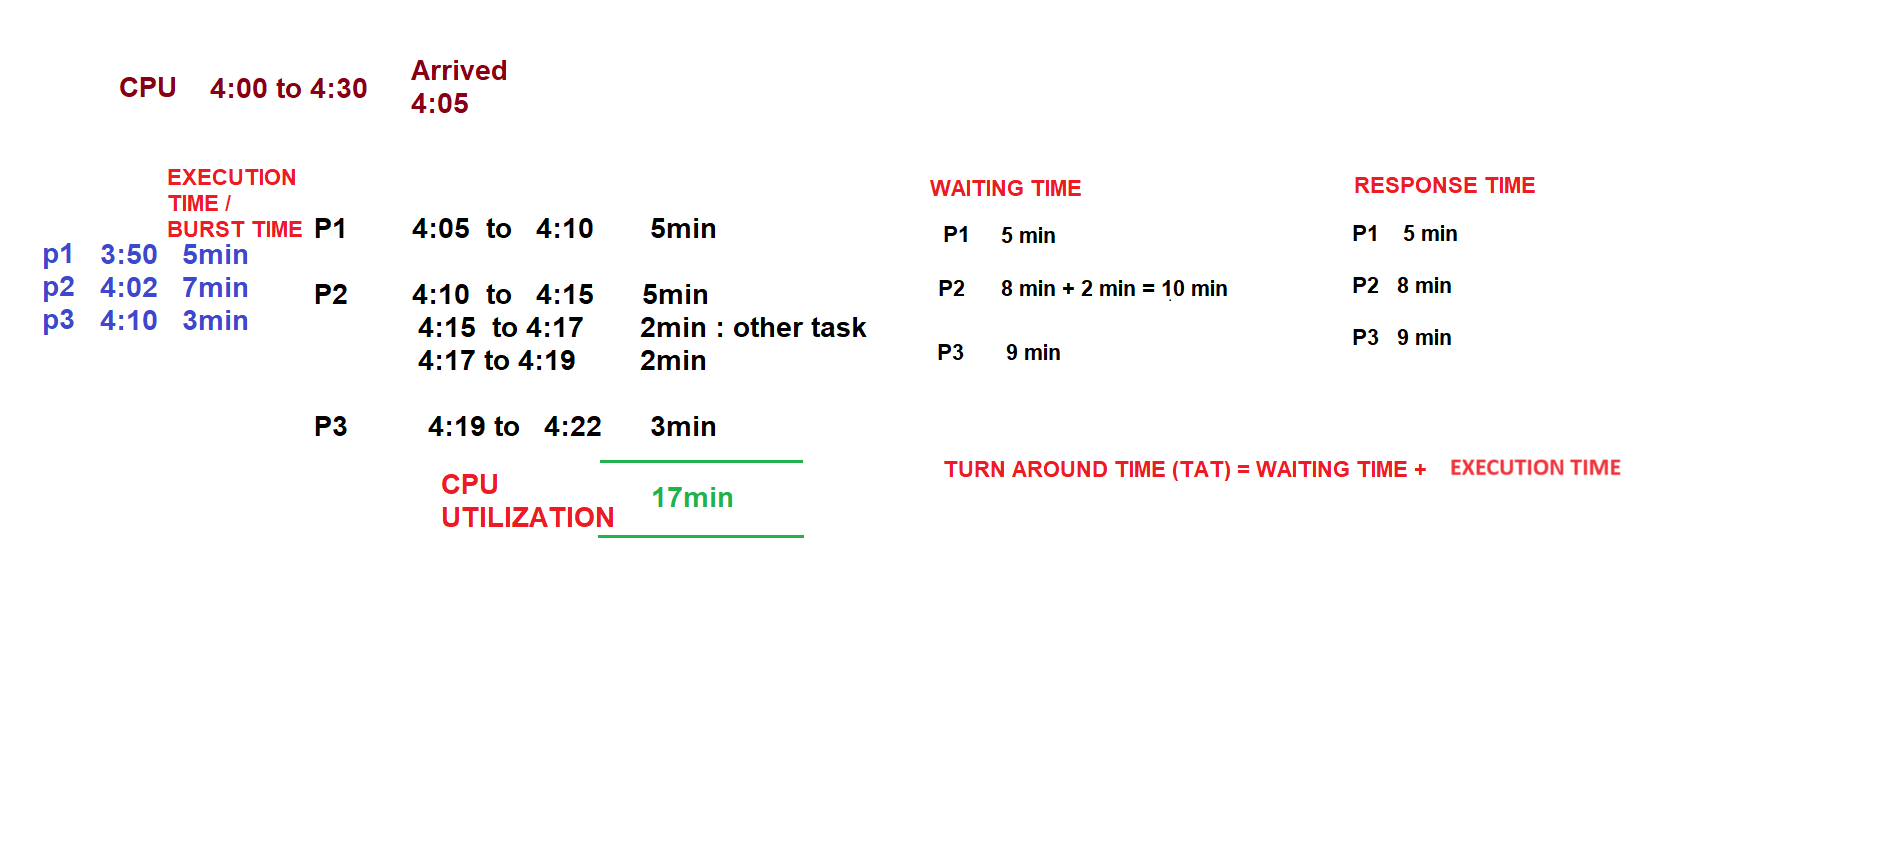 CPU 4:00 to 4:30
Arrived
4:05
EXECUTION
TIME /
BURST TIME
p1 3:50 5min
p2 4:02 7min
p3 4:10 3min
P1 4:05 to 4:10 5min
P2 4:10 to 4:15 5min
4:15 to 4:17 2min : other task
4:17 to 4:19 2min
P3 4:19 to 4:22 3min
CPU
UTILIZATION
17min
WAITING TIME
P1 5 min
P2 8 min + 2 min = 10 min
P3 9 min
RESPONSE TIME
P1 5 min
P2 8 min
P3 9 min
TURN AROUND TIME (TAT) = WAITING TIME + EXECUTION TIME